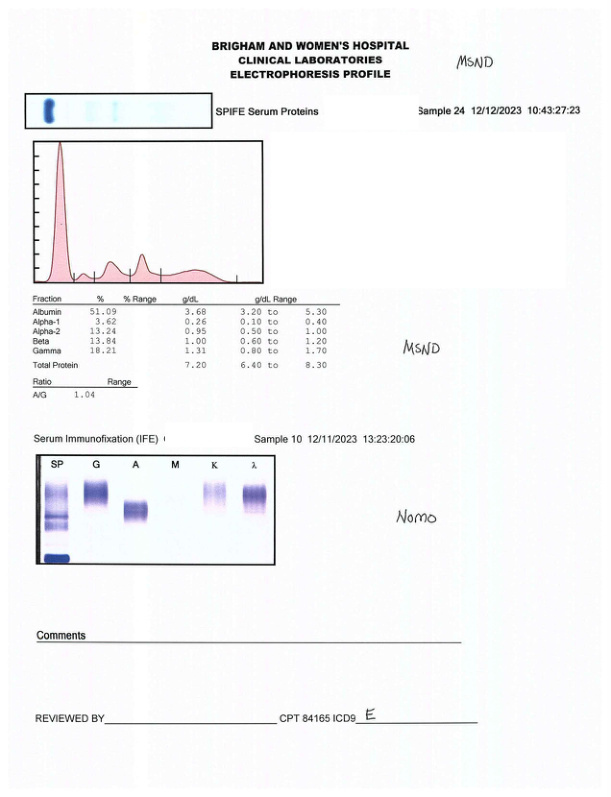 BRIGHAM AND WOMEN'S HOSPITAL
CLINICAL LABORATORIES
ELECTROPHORESIS PROFILE
MSND
SPIFE Serum Proteins Sample 24 12/12/2023 10:43:27:23
Fraction % % Range g/dL g/dL Range
Albumin 51.09 3.68 3.20 to 5.30
Alpha-1 3.62 0.26 0.10 to 0.40
Alpha-2 13.24 0.95 0.50 to 1.00
Beta 13.84 1.00 0.60 to 1.20
Gamma 18.21 1.31 0.80 to 1.70
Total Protein 7.20 6.40 to 8.30
MSND
Ratio Range
A/G 1.04
Serum Immunofixation (IFE) ( Sample 10 12/11/2023 13:23:20:06
SP G A M K λ
Nomo
Comments
REVIEWED BY CPT 84165 ICD9 E